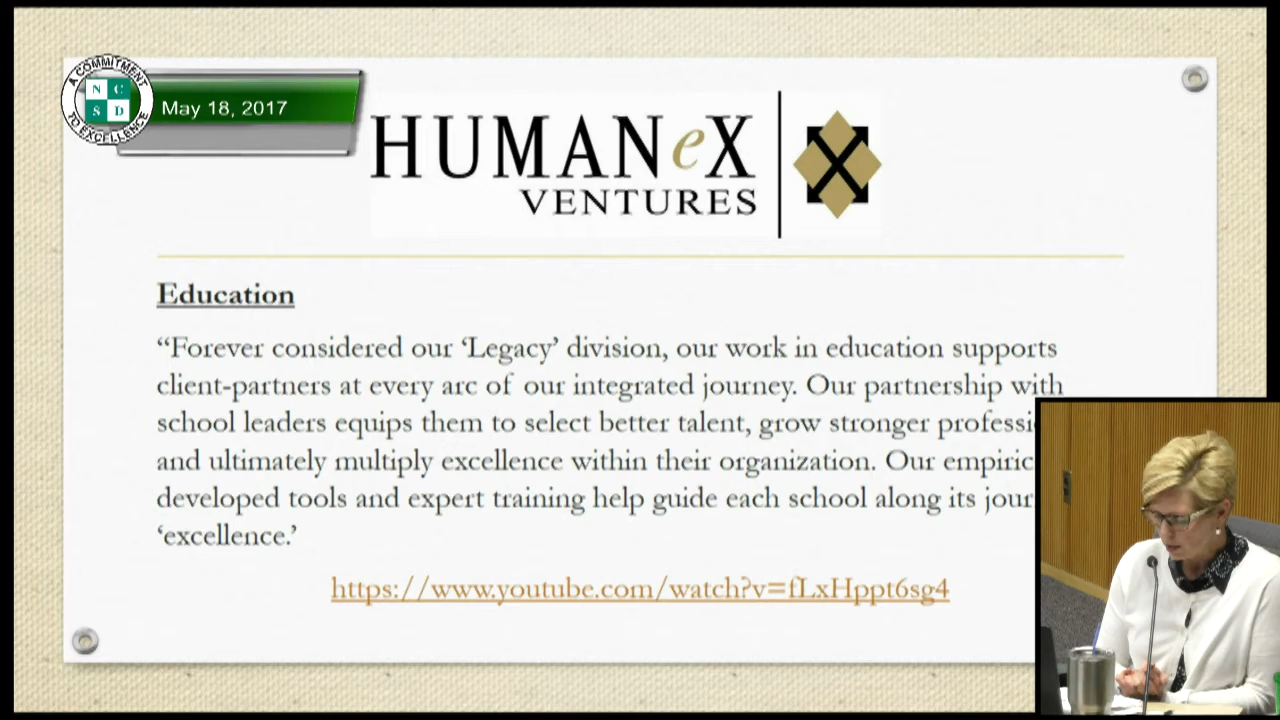 A COMMITMENT
N C
S D
TO EXCELLENCE
May 18, 2017
HUMANeX
VENTURES
Education
“Forever considered our ‘Legacy’ division, our work in education supports
client-partners at every arc of our integrated journey. Our partnership with
school leaders equips them to select better talent, grow stronger
and ultimately multiply excellence within their organization. Our
developed tools and expert training help guide each school along its
‘excellence.’
https://www.youtube.com/watch?v=fLxHppt6sg4